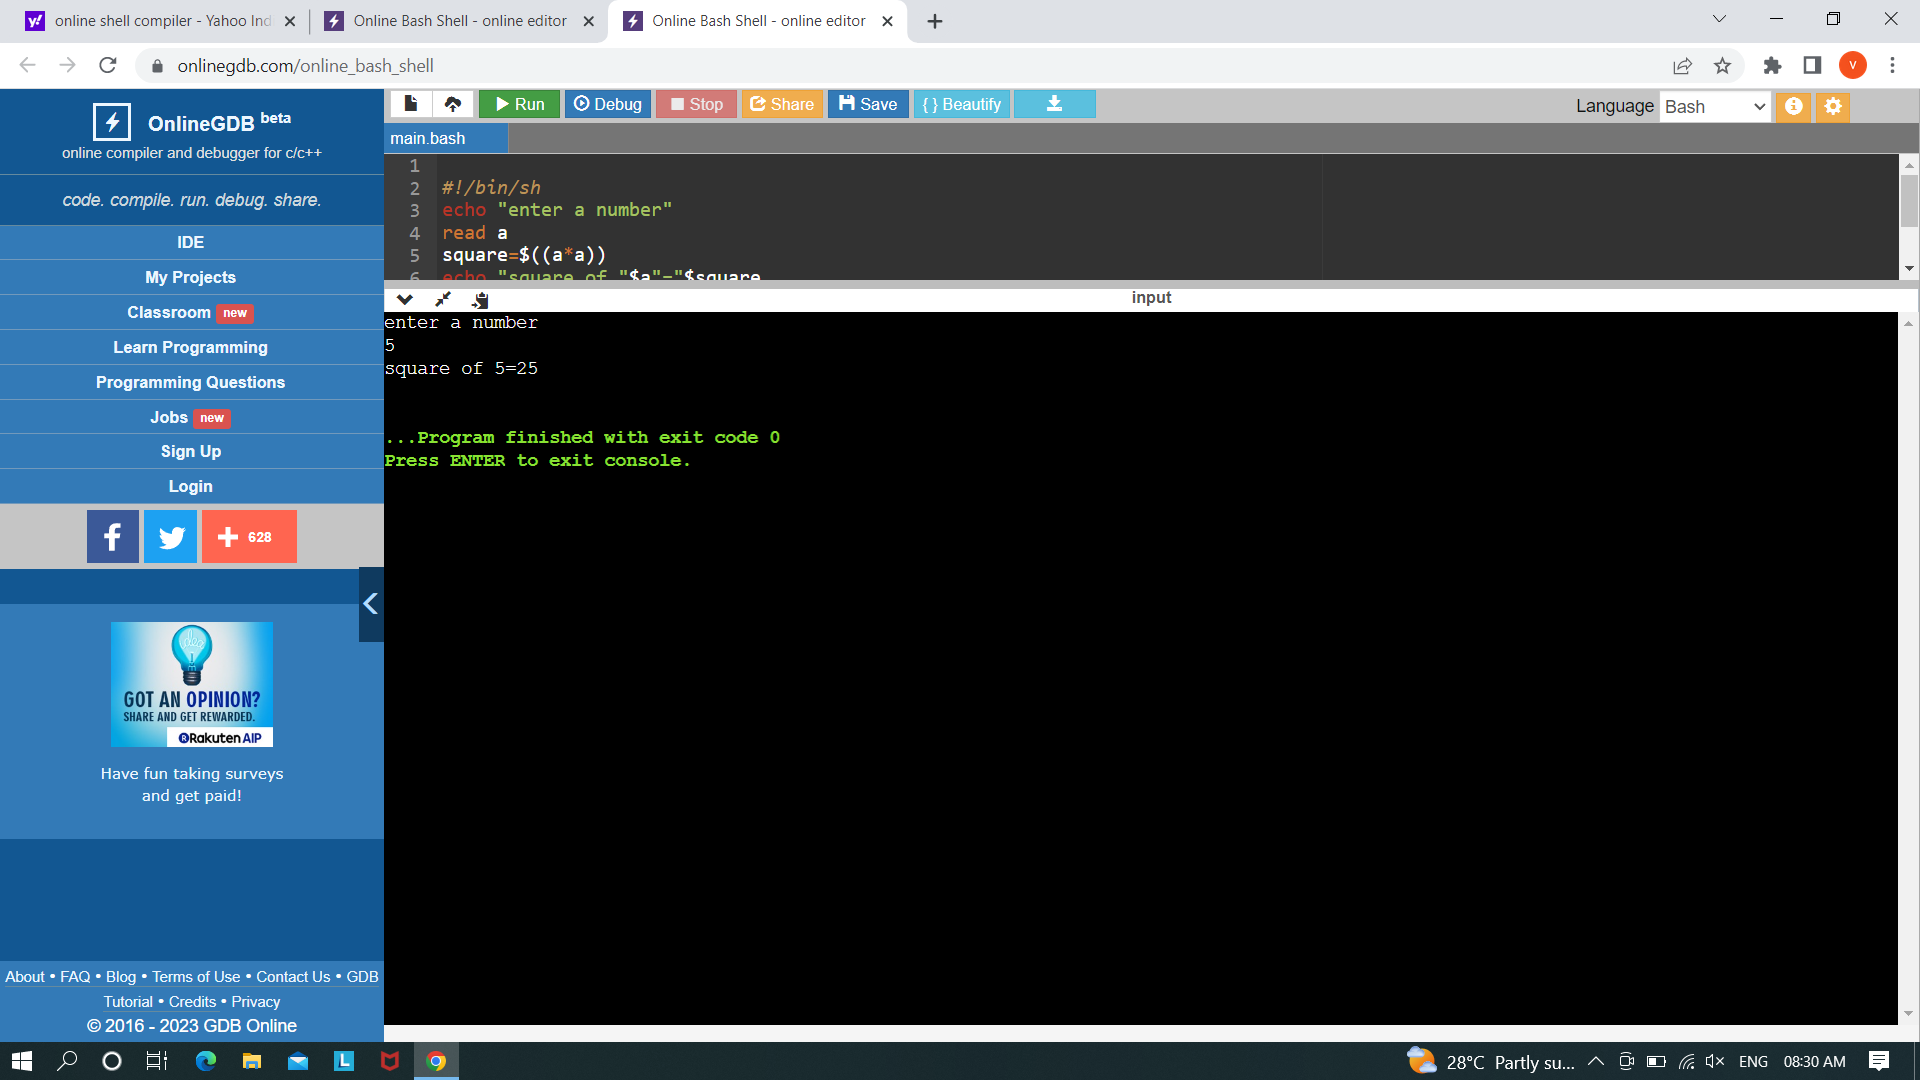 online shell compiler - Yahoo Ind
Online Bash Shell - online editor
Online Bash Shell - online editor
onlinegdb.com/online_bash_shell
V
OnlineGDB beta
online compiler and debugger for c/c++
code. compile. run. debug. share.
IDE
My Projects
Classroom new
Learn Programming
Programming Questions
Jobs new
Sign Up
Login
628
GOT AN OPINION?
SHARE AND GET REWARDED.
Rakuten AIP
Have fun taking surveys
and get paid!
About • FAQ • Blog • Terms of Use • Contact Us • GDB
Tutorial • Credits • Privacy
© 2016 - 2023 GDB Online
Run Debug Stop Share Save { } Beautify
Language Bash
main.bash
1
2 #!/bin/sh
3 echo "enter a number"
4 read a
5 square=$((a*a))
6 echo "square of "$a"="$square
input
enter a number
5
square of 5=25
...Program finished with exit code 0
Press ENTER to exit console.
28°C Partly su... ENG 08:30 AM